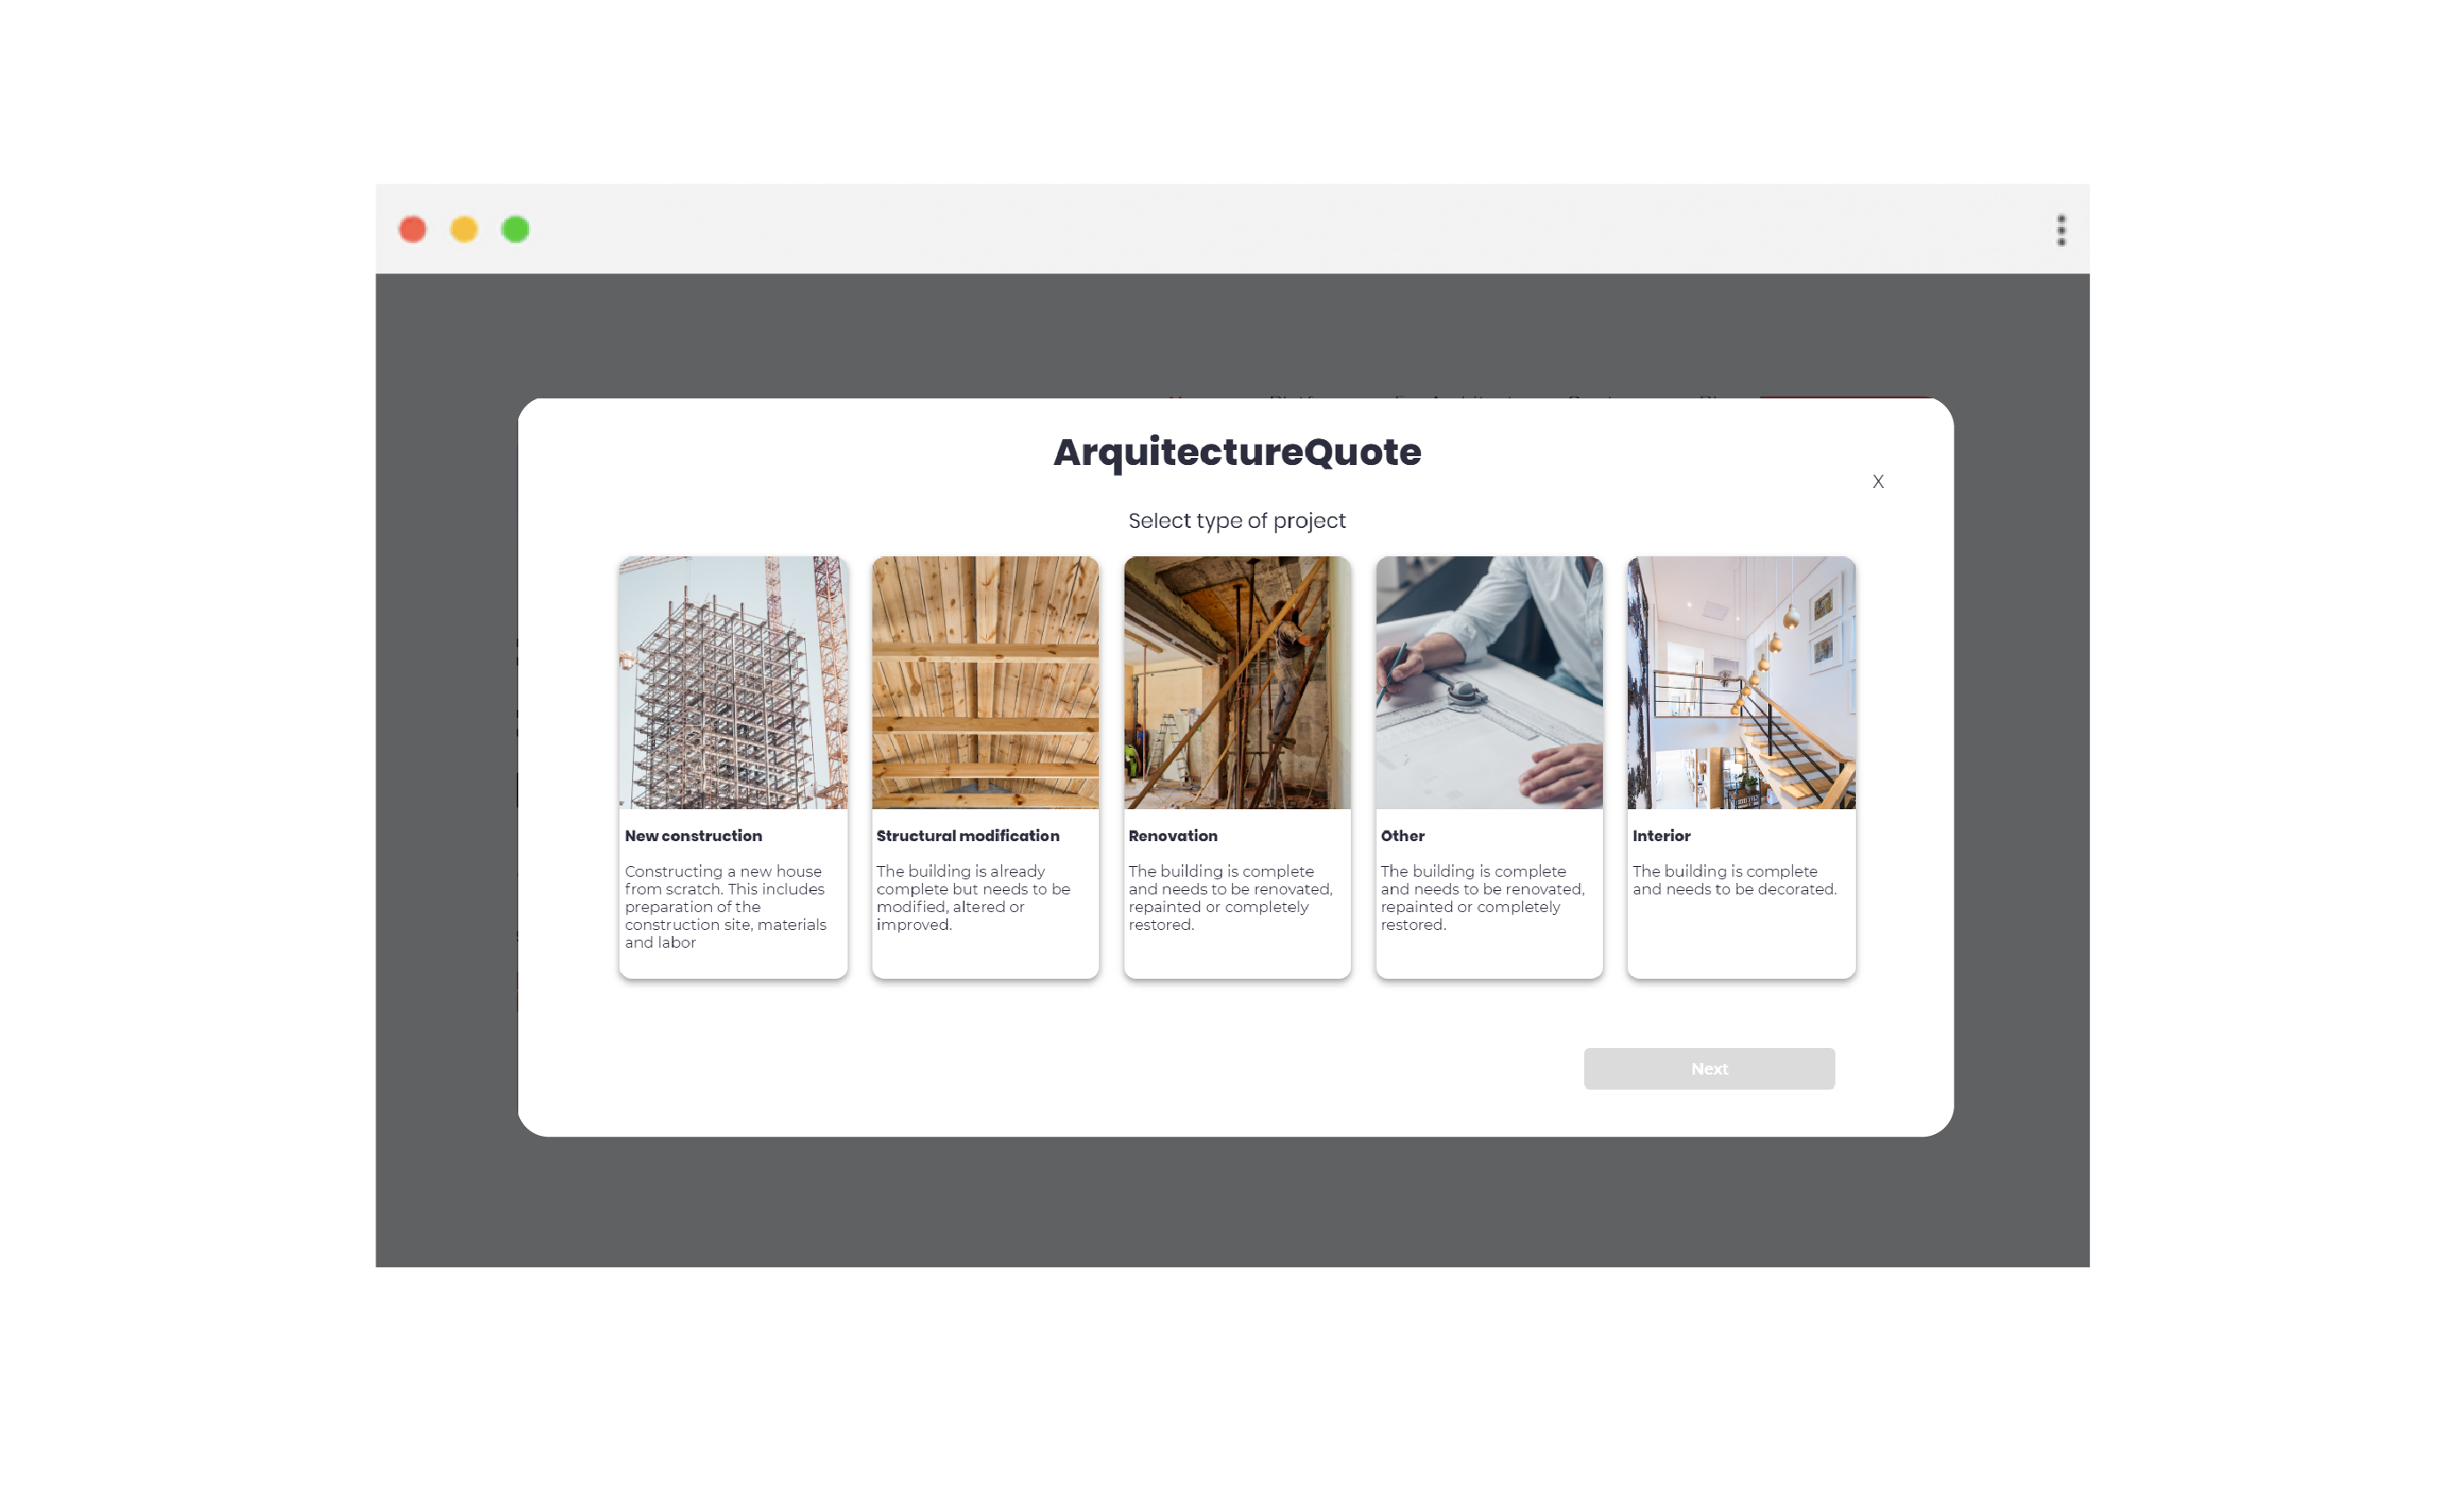 ArquitectureQuote
X
Select type of project
New construction
Constructing a new house
from scratch. This includes
preparation of the
construction site, materials
and labor
Structural modification
The building is already
complete but needs to be
modified, altered or
improved.
Renovation
The building is complete
and needs to be renovated,
repainted or completely
restored.
Other
The building is complete
and needs to be renovated,
repainted or completely
restored.
Interior
The building is complete
and needs to be decorated.
Next